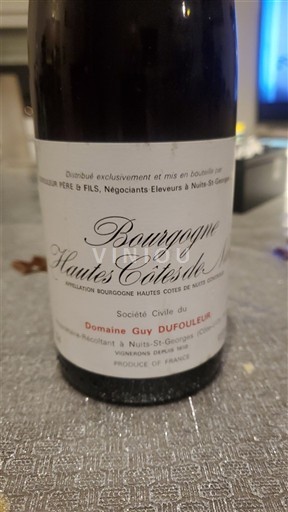 Distribué exclusivement et mis en bouteille par
PÈRE & FILS, Négociants-Eleveurs à Nuits-St-Georges
Bourgogne
VINIOU
Hautes Côtes de
APPELLATION BOURGOGNE HAUTES COTES DE NUITS CONTROLÉE
Société Civile du
Domaine Guy DUFOULEUR
Récoltant à Nuits-St-Georges
VIGNERONS DEPUIS
PRODUCE OF FRANCE